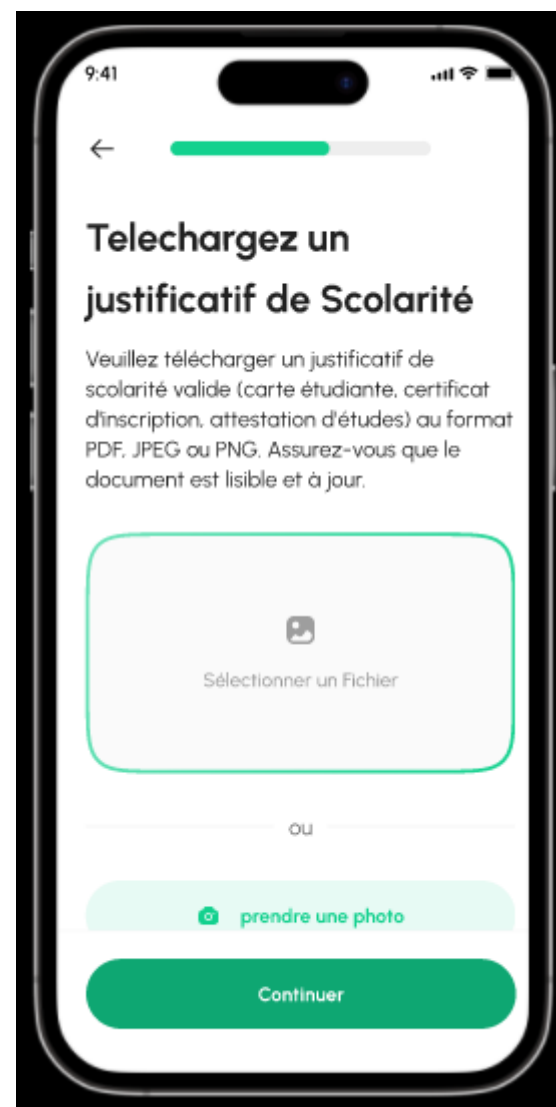 9:41
Telechargez un
justificatif de Scolarité
Veuillez télécharger un justificatif de
scolarité valide (carte étudiante, certificat
d'inscription, attestation d'études) au format
PDF, JPEG ou PNG. Assurez-vous que le
document est lisible et à jour.
Sélectionner un Fichier
ou
prendre une photo
Continuer